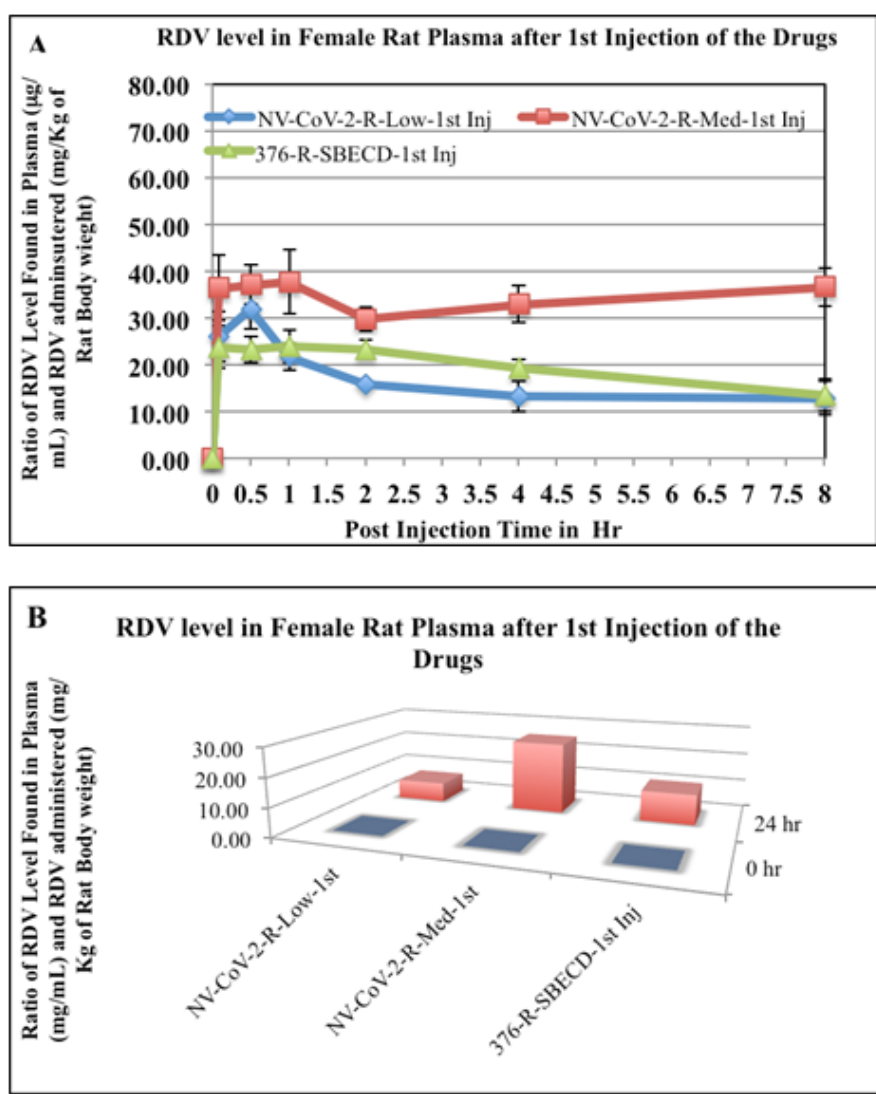 A
RDV level in Female Rat Plasma after 1st Injection of the Drugs
Ratio of RDV Level Found in Plasma (µg/
mL) and RDV adminsutered (mg/Kg of
Rat Body wieght)
80.00
70.00
60.00
50.00
40.00
30.00
20.00
10.00
0.00
NV-CoV-2-R-Low-1st Inj
NV-CoV-2-R-Med-1st Inj
376-R-SBECD-1st Inj
0 0.5 1 1.5 2 2.5 3 3.5 4 4.5 5 5.5 6 6.5 7 7.5 8
Post Injection Time in Hr
B
RDV level in Female Rat Plasma after 1st Injection of the
Drugs
Ratio of RDV Level Found in Plasma
(mg/mL) and RDV administered (mg/
Kg of Rat Body weight)
30.00
20.00
10.00
0.00
24 hr
0 hr
NV-CoV-2-R-Low-1st
NV-CoV-2-R-Med-1st
376-R-SBECD-1st Inj